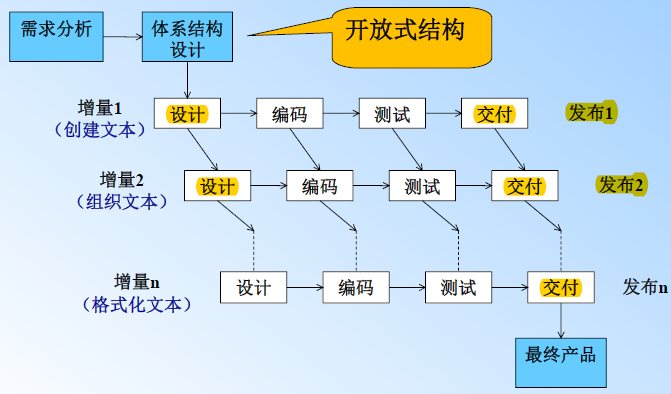 需求分析
体系结构
设计
开放式结构
增量1
（创建文本）
设计
编码
测试
交付
发布1
增量2
（组织文本）
设计
编码
测试
交付
发布2
增量n
（格式化文本）
设计
编码
测试
交付
发布n
最终产品